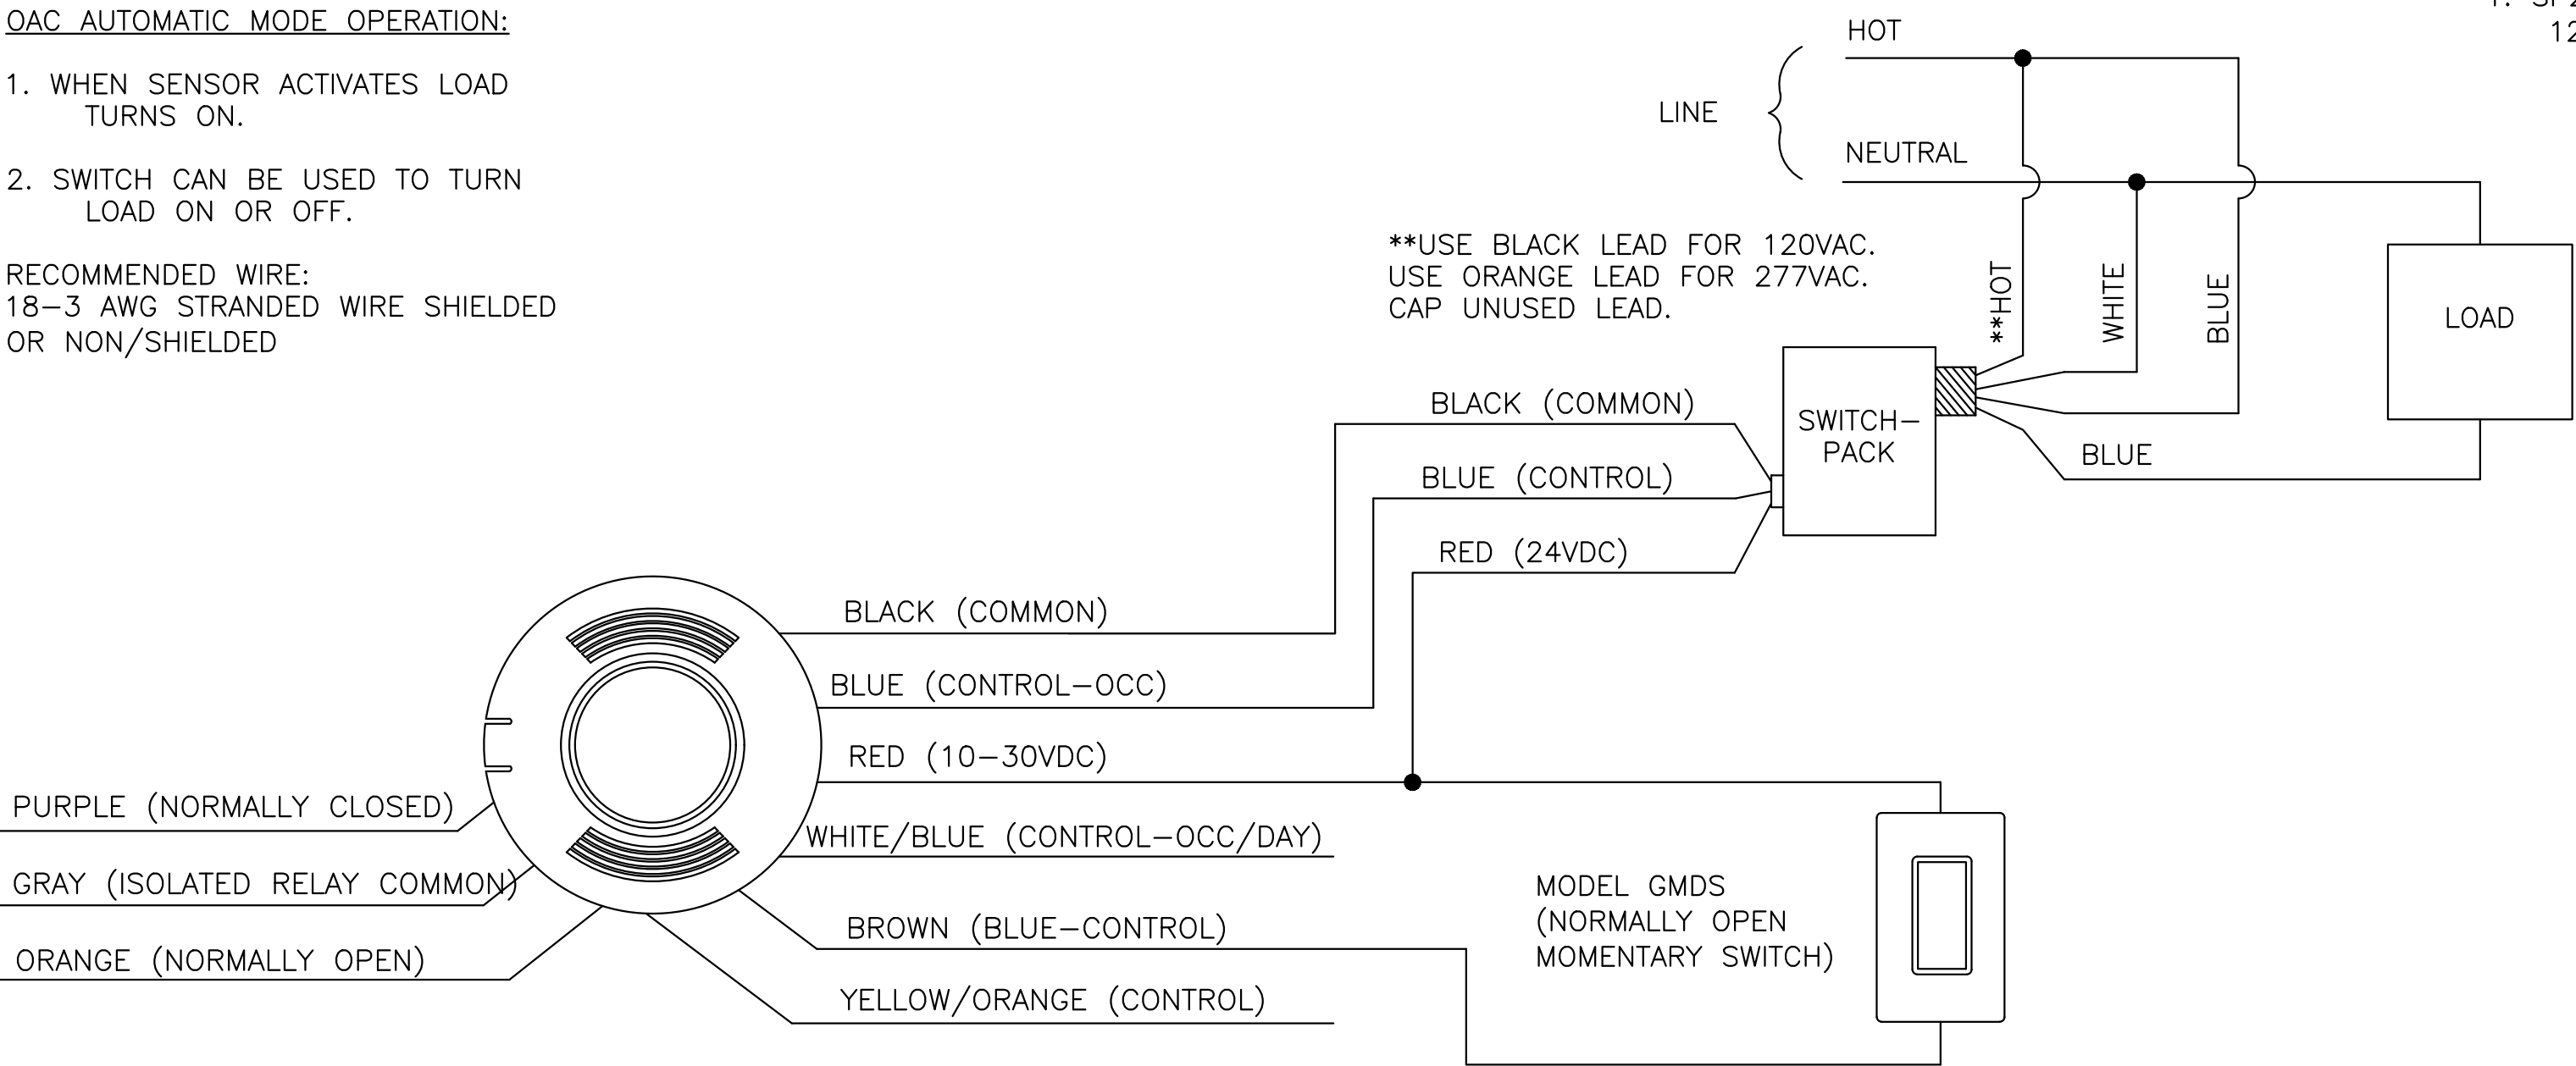 OAC AUTOMATIC MODE OPERATION:
1. WHEN SENSOR ACTIVATES LOAD
TURNS ON.
2. SWITCH CAN BE USED TO TURN
LOAD ON OR OFF.
RECOMMENDED WIRE:
18-3 AWG STRANDED WIRE SHIELDED
OR NON/SHIELDED
HOT
LINE
NEUTRAL
**USE BLACK LEAD FOR 120VAC.
USE ORANGE LEAD FOR 277VAC.
CAP UNUSED LEAD.
**HOT
WHITE
BLUE
LOAD
BLACK (COMMON)
BLUE (CONTROL)
RED (24VDC)
SWITCH-
PACK
BLUE
BLACK (COMMON)
BLUE (CONTROL-OCC)
RED (10-30VDC)
WHITE/BLUE (CONTROL-OCC/DAY)
BROWN (BLUE-CONTROL)
YELLOW/ORANGE (CONTROL)
PURPLE (NORMALLY CLOSED)
GRAY (ISOLATED RELAY COMMON)
ORANGE (NORMALLY OPEN)
MODEL GMDS
(NORMALLY OPEN
MOMENTARY SWITCH)
12